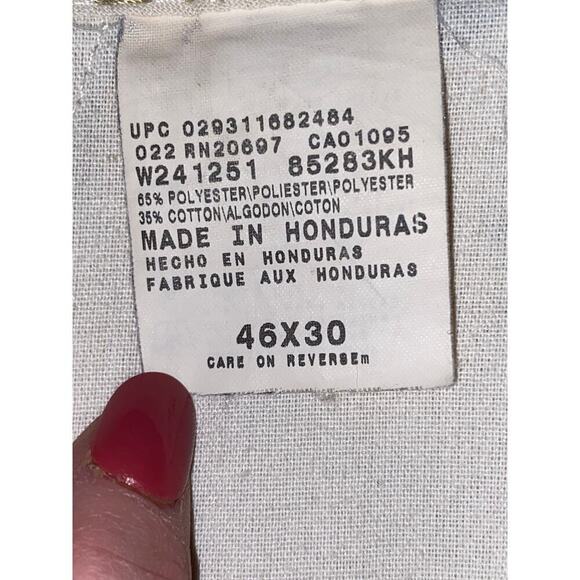 UPC 029311682484
022 RN20697 CA01095
W241251 85283KH
65% POLYESTER\POLIESTER\POLYESTER
35% COTTON\ALGODON\COTON
MADE IN HONDURAS
HECHO EN HONDURAS
FABRIQUE AUX HONDURAS
46X30
CARE ON REVERSEm